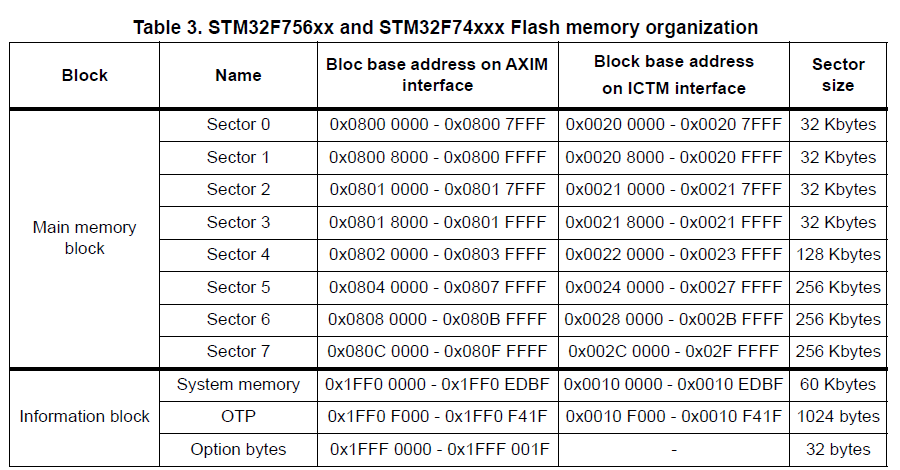 Table 3. STM32F756xx and STM32F74xxx Flash memory organization
Block Name Bloc base address on AXIM interface Block base address on ICTM interface Sector size
Main memory block
Sector 0 0x0800 0000 - 0x0800 7FFF 0x0020 0000 - 0x0020 7FFF 32 Kbytes
Sector 1 0x0800 8000 - 0x0800 FFFF 0x0020 8000 - 0x0020 FFFF 32 Kbytes
Sector 2 0x0801 0000 - 0x0801 7FFF 0x0021 0000 - 0x0021 7FFF 32 Kbytes
Sector 3 0x0801 8000 - 0x0801 FFFF 0x0021 8000 - 0x0021 FFFF 32 Kbytes
Sector 4 0x0802 0000 - 0x0803 FFFF 0x0022 0000 - 0x0023 FFFF 128 Kbytes
Sector 5 0x0804 0000 - 0x0807 FFFF 0x0024 0000 - 0x0027 FFFF 256 Kbytes
Sector 6 0x0808 0000 - 0x080B FFFF 0x0028 0000 - 0x002B FFFF 256 Kbytes
Sector 7 0x080C 0000 - 0x080F FFFF 0x002C 0000 - 0x02F FFFF 256 Kbytes
Information block
System memory 0x1FF0 0000 - 0x1FF0 EDBF 0x0010 0000 - 0x0010 EDBF 60 Kbytes
OTP 0x1FF0 F000 - 0x1FF0 F41F 0x0010 F000 - 0x0010 F41F 1024 bytes
Option bytes 0x1FFF 0000 - 0x1FFF 001F - 32 bytes